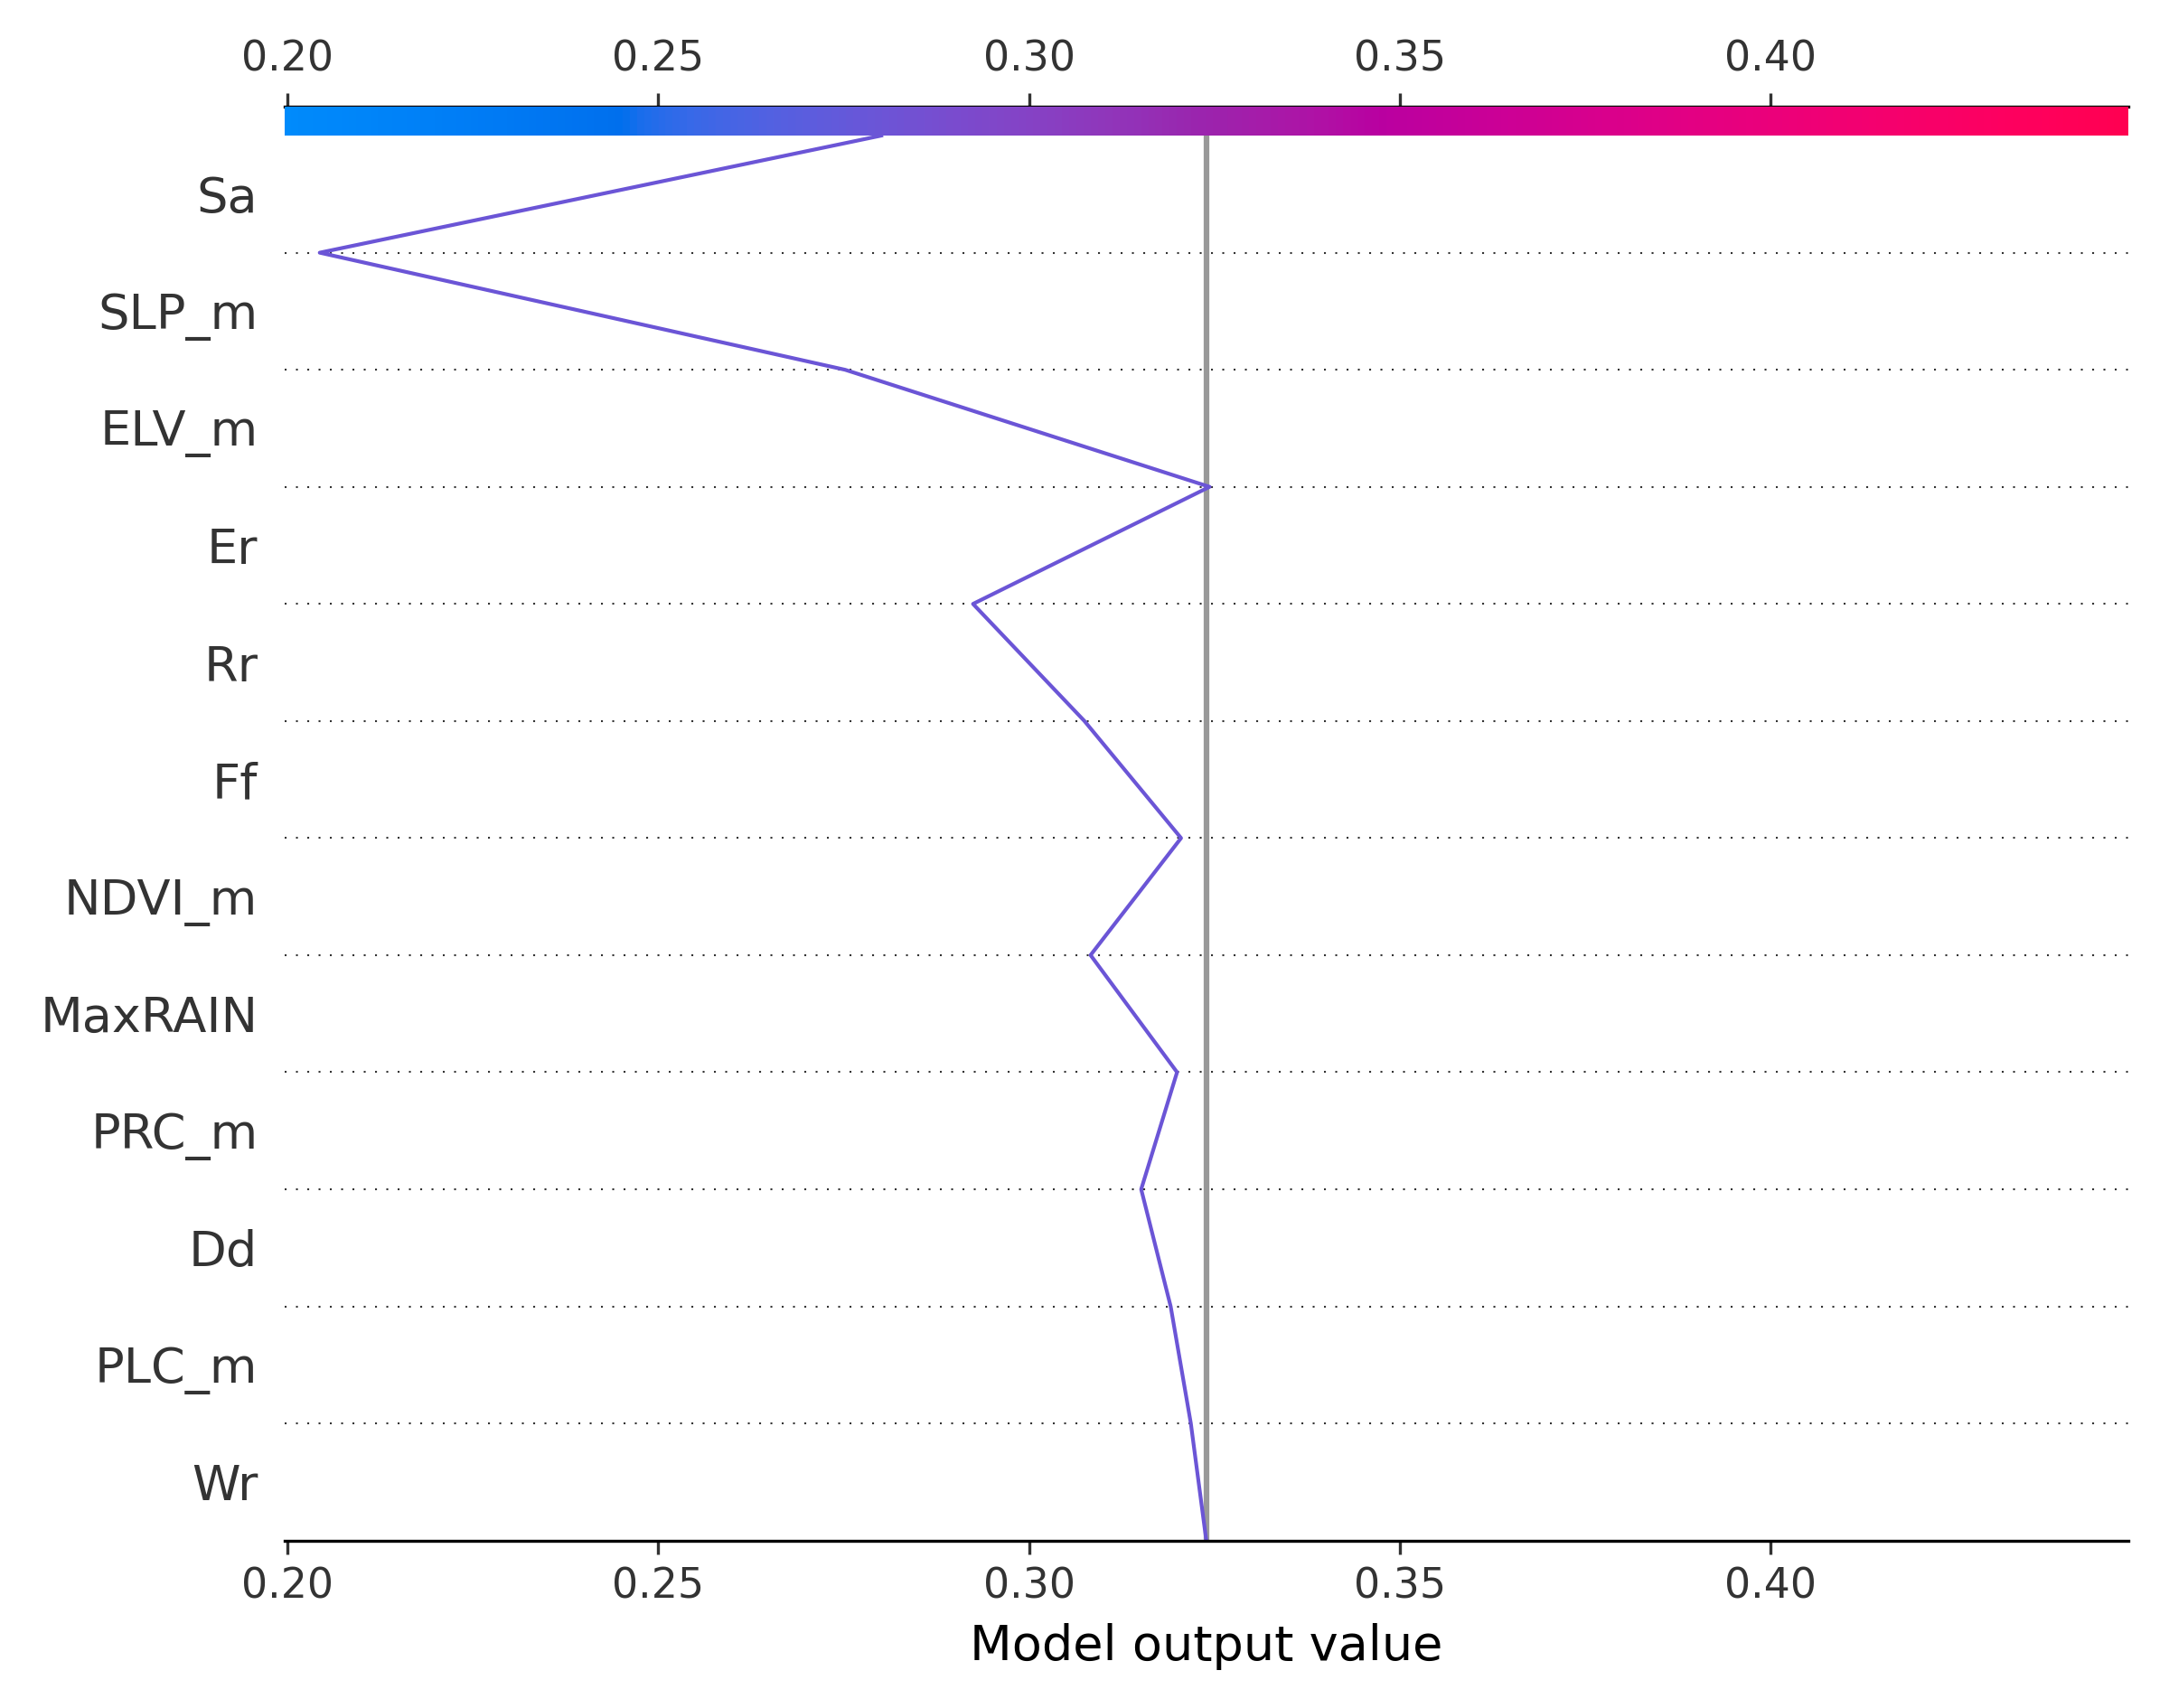 0.20 0.25 0.30 0.35 0.40
Sa
SLP_m
ELV_m
Er
Rr
Ff
NDVI_m
MaxRAIN
PRC_m
Dd
PLC_m
Wr
0.20 0.25 0.30 0.35 0.40
Model output value